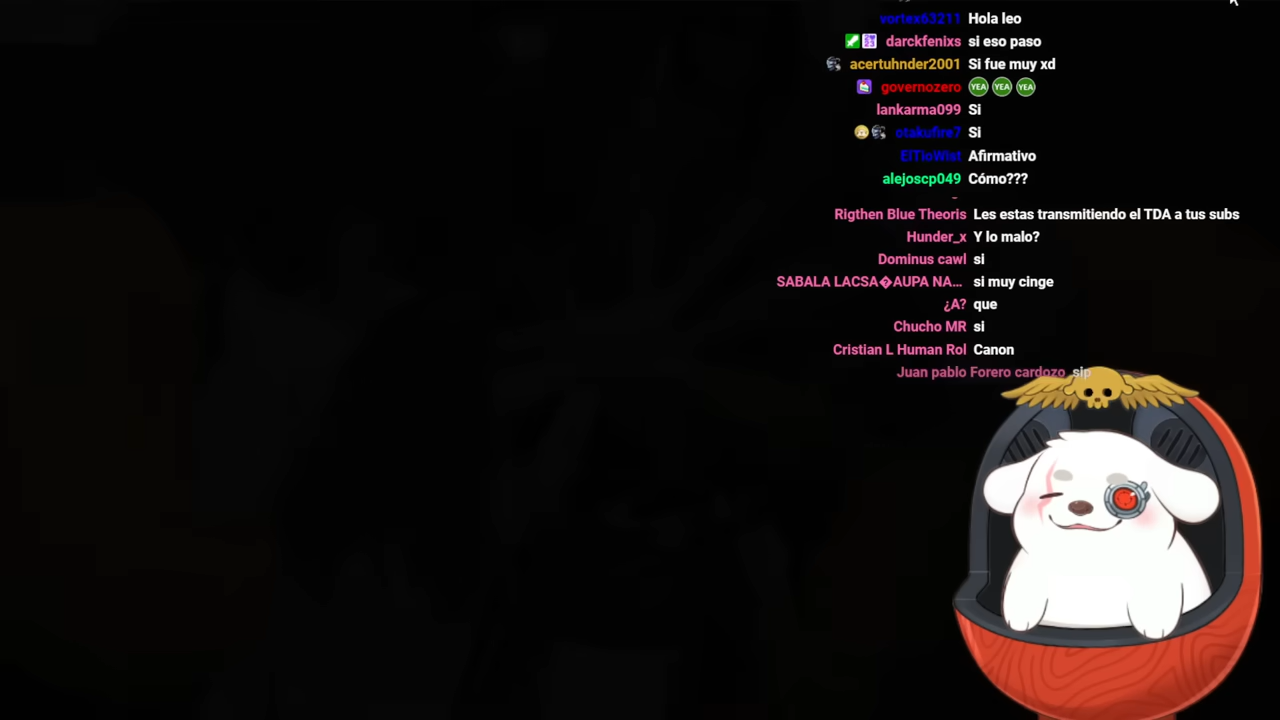 vortex63211 Hola leo
darckfenixs si eso paso
acertuhnder2001 Si fue muy xd
governozero YEA YEA YEA
lankarma099 Si
otakufire7 Si
ElTioWist Afirmativo
alejoscp049 Cómo???
Rigthen Blue Theoris Les estas transmitiendo el TDA a tus subs
Hunder_x Y lo malo?
Dominus cawl si
SABALA LACSA�AUPA NA... si muy cinge
¿A? que
Chucho MR si
Cristian L Human Rol Canon
Juan pablo Forero cardozo sip